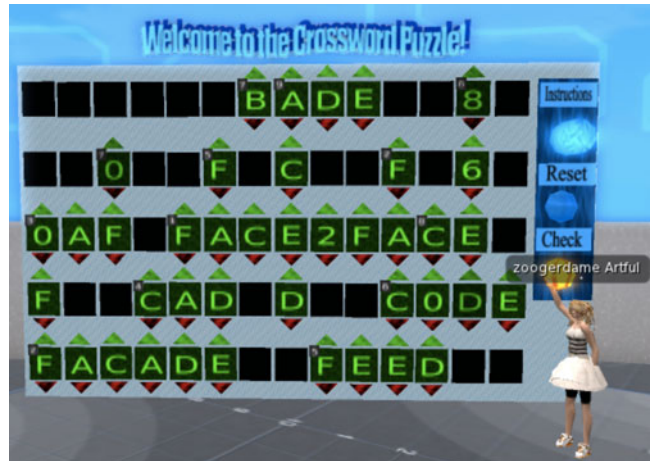 Welcome to the Crossword Puzzle!
BADE 8
Instructions
0 F C F 6
Reset
0AF FACE2FACE
Check
zoogerdame Artful
F CAD D C0DE
FACADE FEED